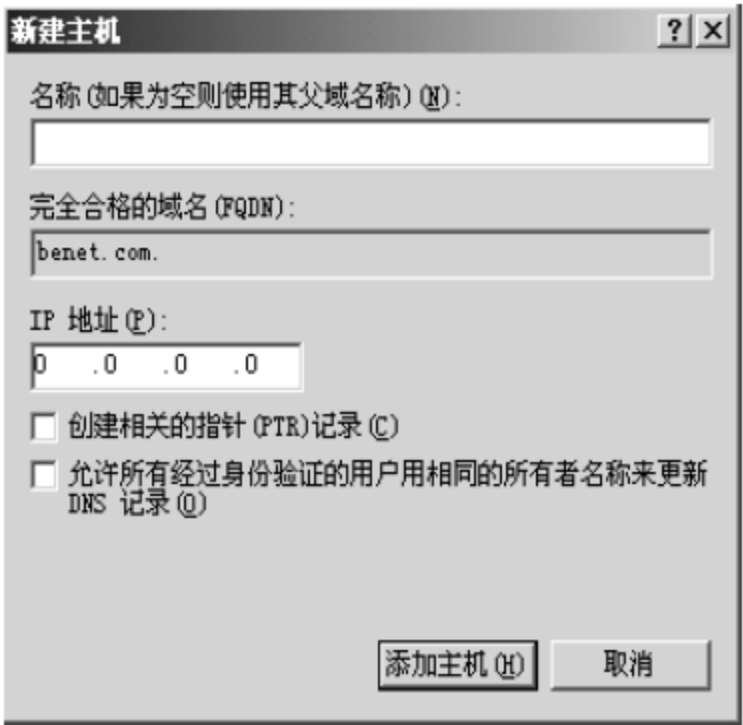 新建主机
? ×
名称(如果为空则使用其父域名称)(N):
完全合格的域名(FQDN):
benet.com.
IP 地址(P):
0 .0 .0 .0
创建相关的指针(PTR)记录(C)
允许所有经过身份验证的用户用相同的所有者名称来更新
DNS 记录(O)
添加主机(H) 取消